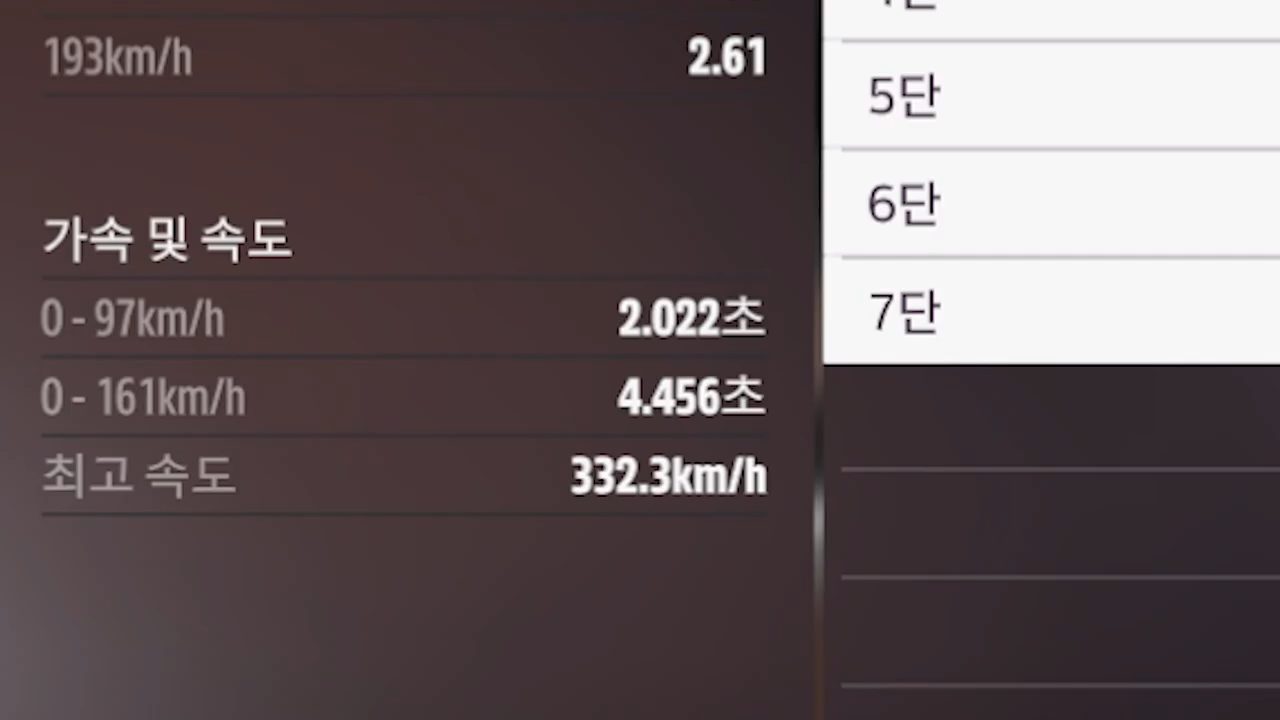 193km/h 2.61
가속 및 속도
0 - 97km/h 2.022초
0 - 161km/h 4.456초
최고 속도 332.3km/h
5단
6단
7단